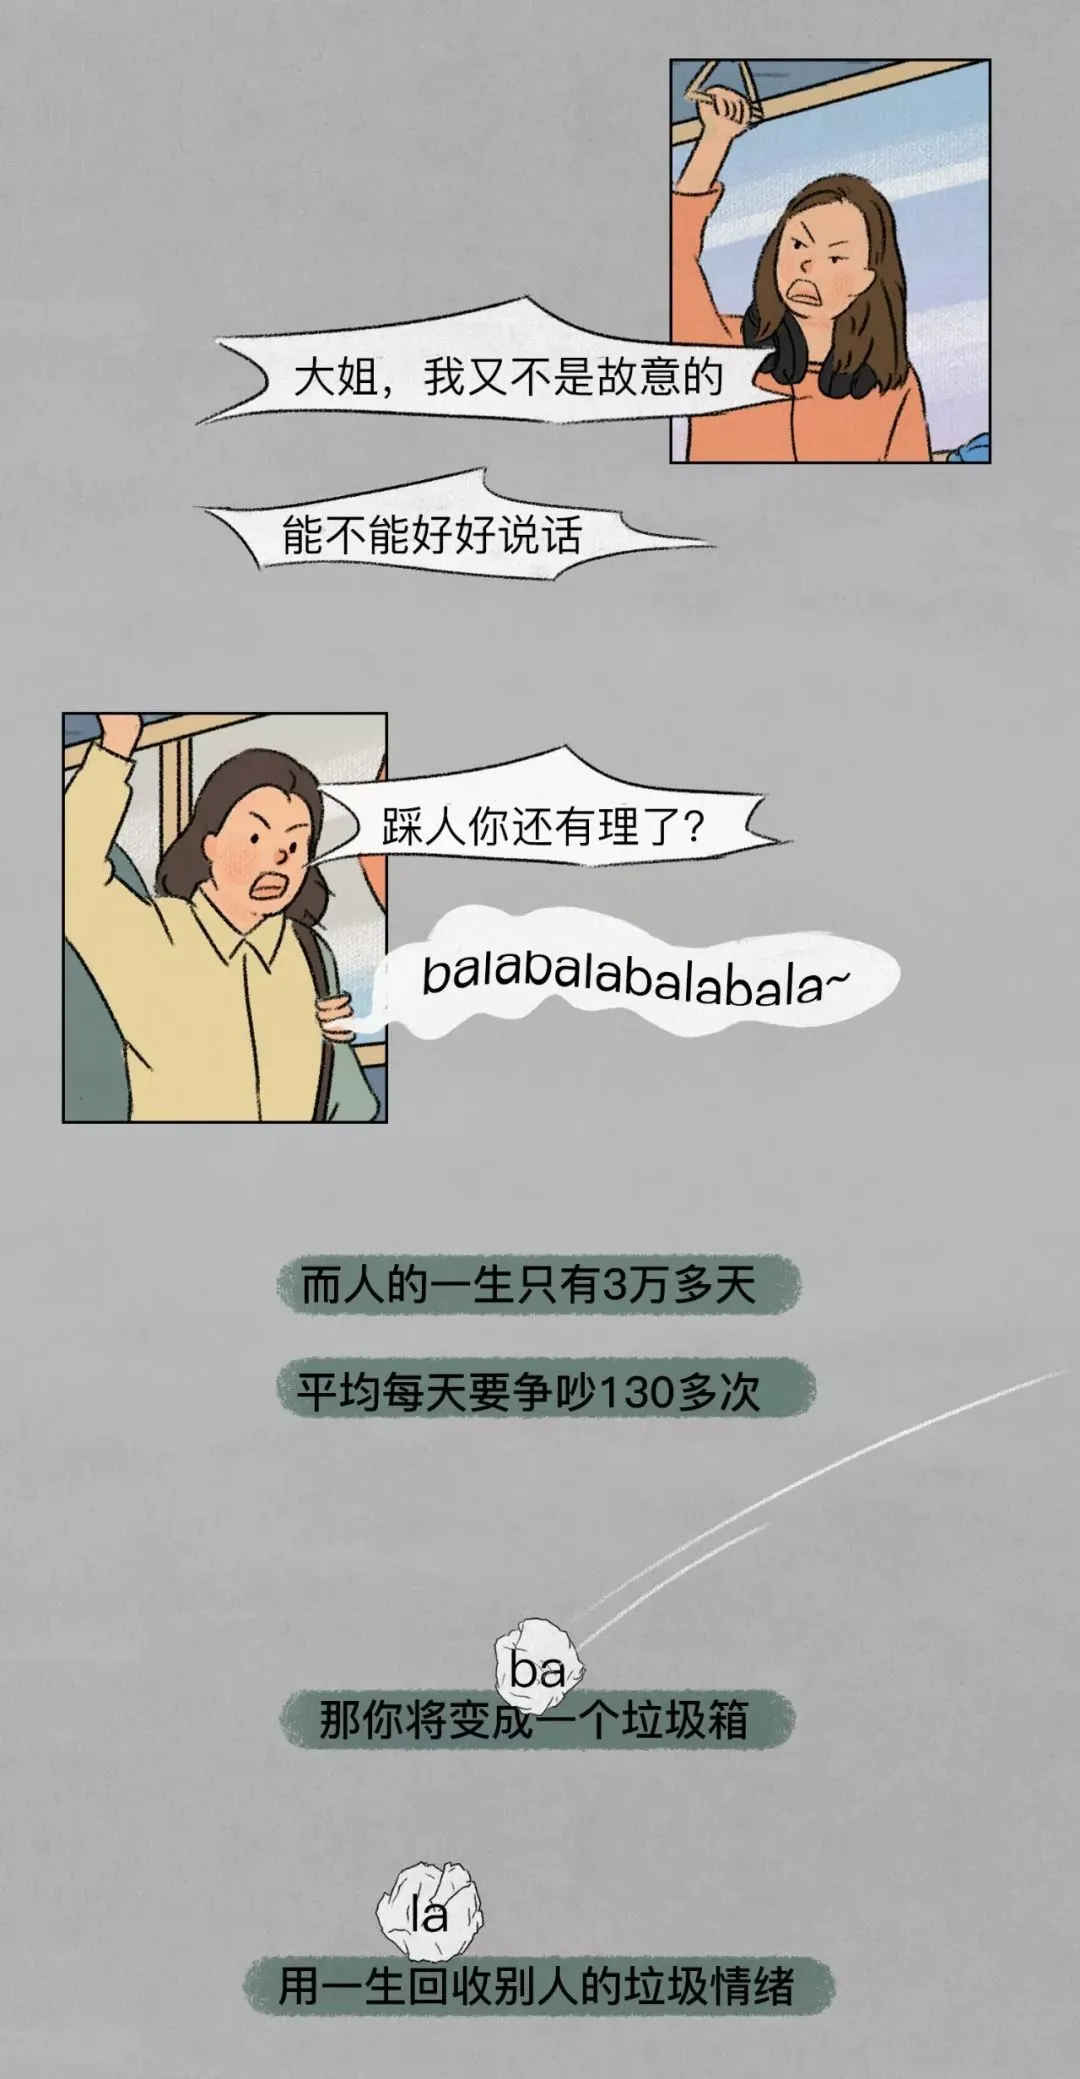 大姐，我又不是故意的
能不能好好说话
踩人你还有理了？
balabalabalabala~
而人的一生只有3万多天
平均每天要争吵130多次
ba
那你将变成一个垃圾箱
la
用一生回收别人的垃圾情绪